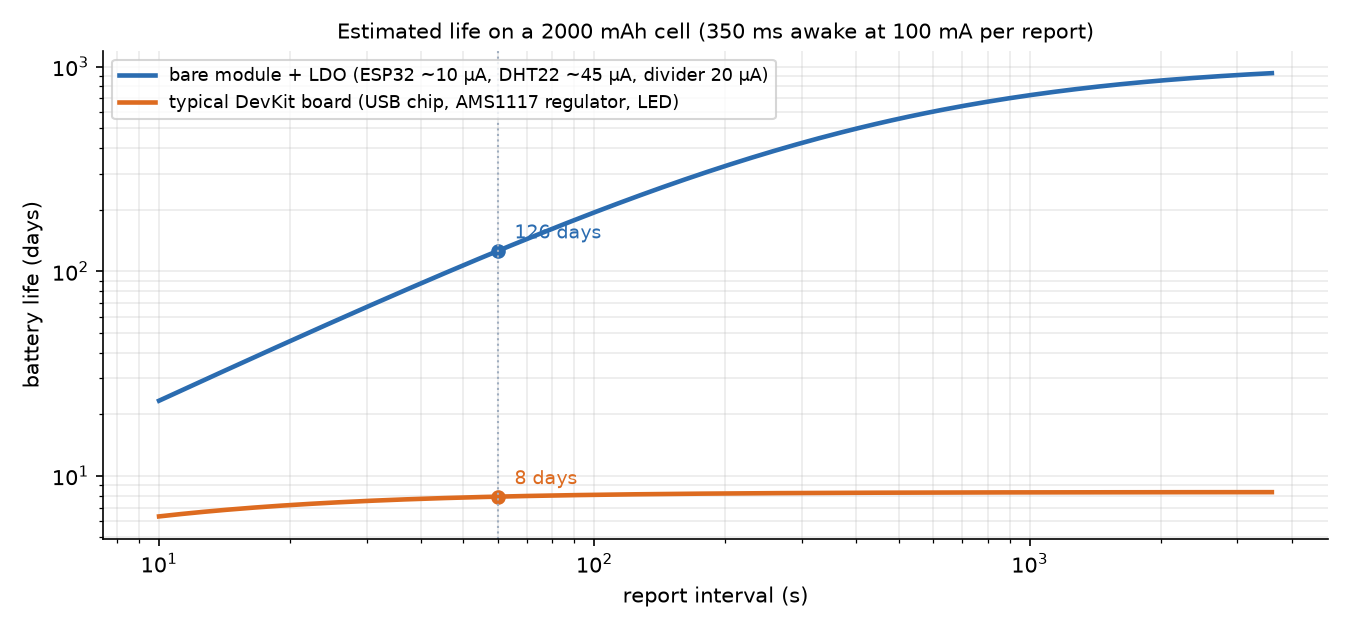 Estimated life on a 2000 mAh cell (350 ms awake at 100 mA per report)
bare module + LDO (ESP32 ~10 µA, DHT22 ~45 µA, divider 20 µA)
typical DevKit board (USB chip, AMS1117 regulator, LED)
battery life (days)
10³
10²
10¹
126 days
8 days
10¹
10²
10³
report interval (s)